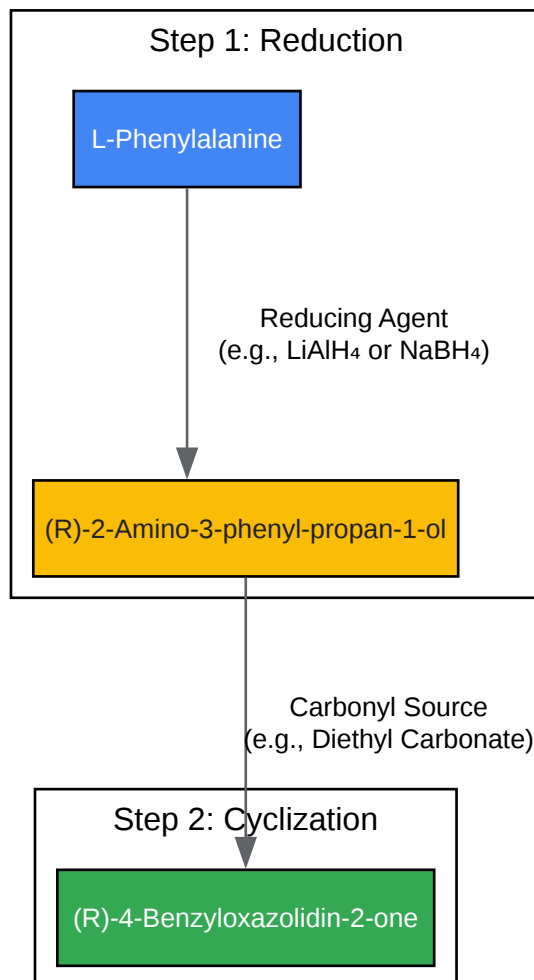 Step 1: Reduction
L-Phenylalanine
Reducing Agent
(e.g., LiAlH₄ or NaBH₄)
(R)-2-Amino-3-phenyl-propan-1-ol
Carbonyl Source
(e.g., Diethyl Carbonate)
Step 2: Cyclization
(R)-4-Benzyloxazolidin-2-one